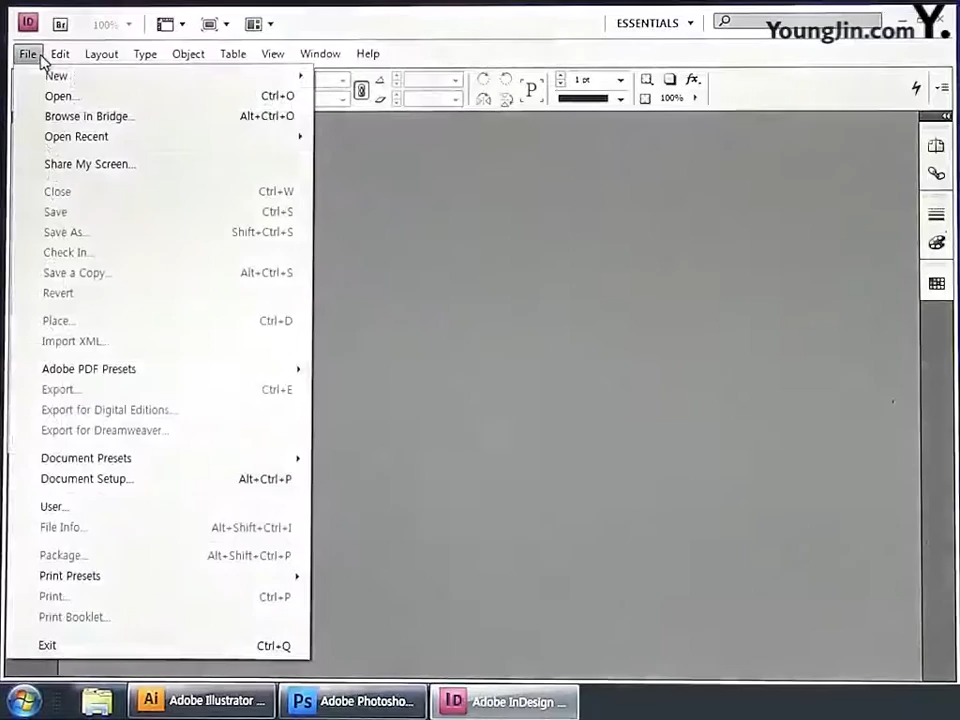 ID Br 100% ESSENTIALS
YoungJin.com Y.
File Edit Layout Type Object Table View Window Help
New
1 pt
Open... Ctrl+O
P
100%
fx.
Browse in Bridge... Alt+Ctrl+O
Open Recent
Share My Screen...
Close Ctrl+W
Save Ctrl+S
Save As... Shift+Ctrl+S
Check In...
Save a Copy... Alt+Ctrl+S
Revert
Place... Ctrl+D
Import XML...
Adobe PDF Presets
Export... Ctrl+E
Export for Digital Editions...
Export for Dreamweaver...
Document Presets
Document Setup... Alt+Ctrl+P
User...
File Info... Alt+Shift+Ctrl+I
Package... Alt+Shift+Ctrl+P
Print Presets
Print... Ctrl+P
Print Booklet...
Exit Ctrl+Q
Ai Adobe Illustrator ... Ps Adobe Photosho... ID Adobe InDesign ...